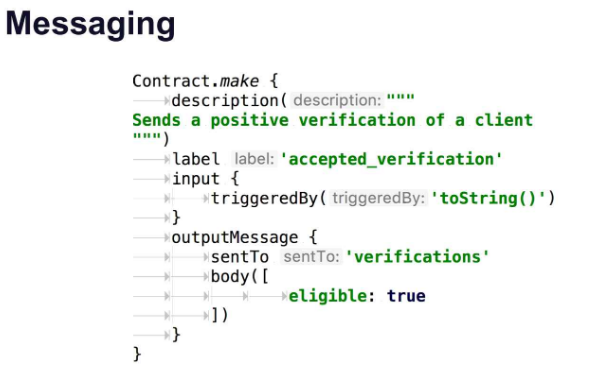 Messaging
Contract.make {
description( description: """
Sends a positive verification of a client
""")
label label: 'accepted_verification'
input {
triggeredBy( triggeredBy: 'toString()')
}
outputMessage {
sentTo sentTo: 'verifications'
body([
eligible: true
])
}
}